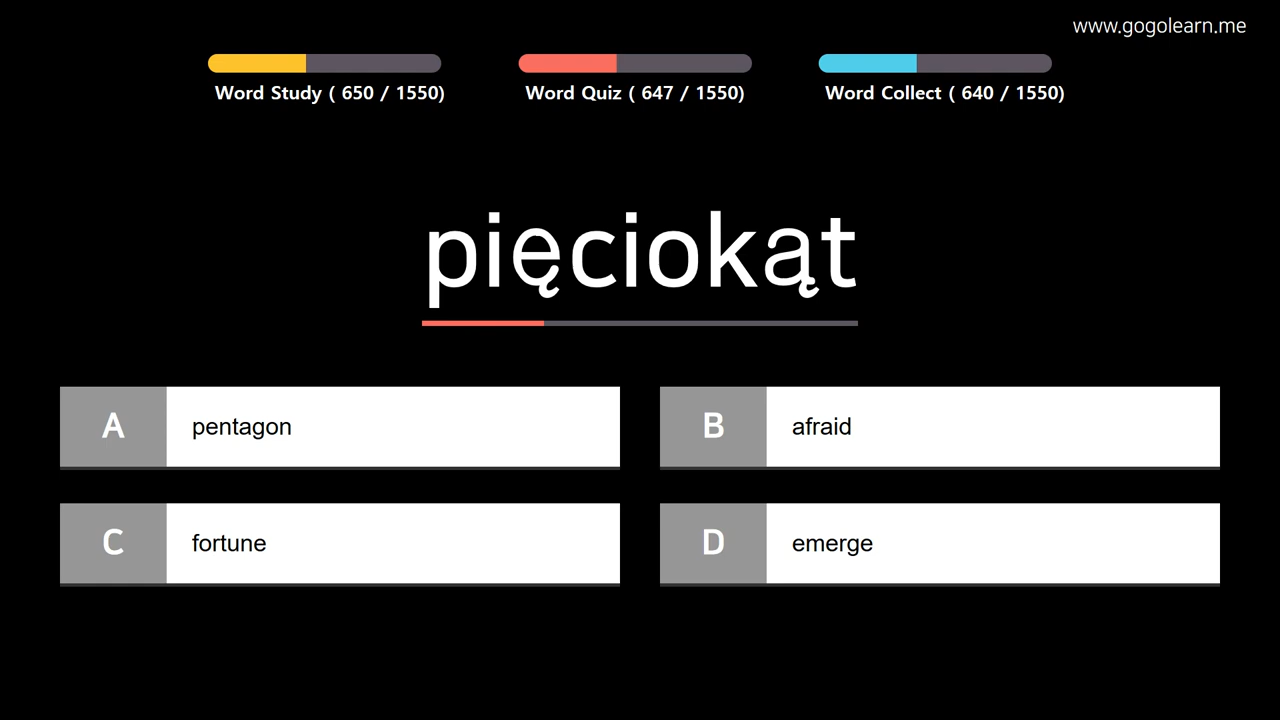 www.gogolearn.me
Word Study ( 650 / 1550)
Word Quiz ( 647 / 1550)
Word Collect ( 640 / 1550)
pięciokąt
A
pentagon
B
afraid
C
fortune
D
emerge